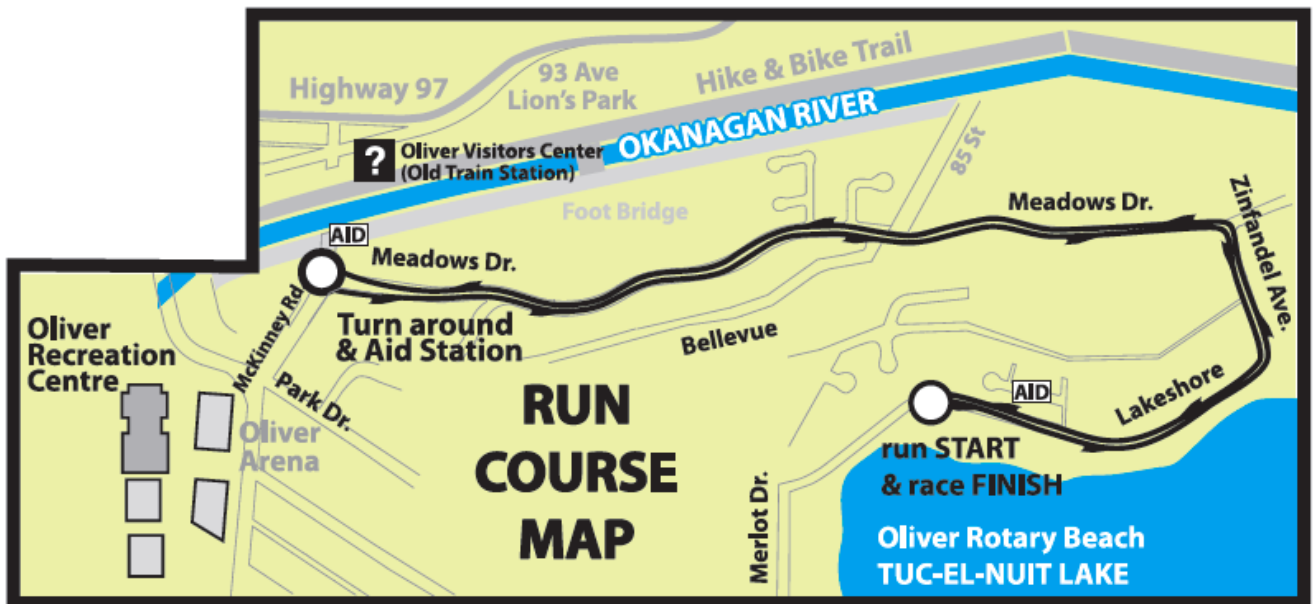 Highway 97
93 Ave
Lion's Park
Hike & Bike Trail
OKANAGAN RIVER
?
Oliver Visitors Center
(Old Train Station)
Foot Bridge
85 St
Zinfandel Ave.
Meadows Dr.
AID
Meadows Dr.
McKinney Rd
Turn around
& Aid Station
Bellevue
Oliver
Recreation
Centre
Park Dr.
Oliver
Arena
RUN
COURSE
MAP
AID
Lakeshore
run START
& race FINISH
Merlot Dr.
Oliver Rotary Beach
TUC-EL-NUIT LAKE